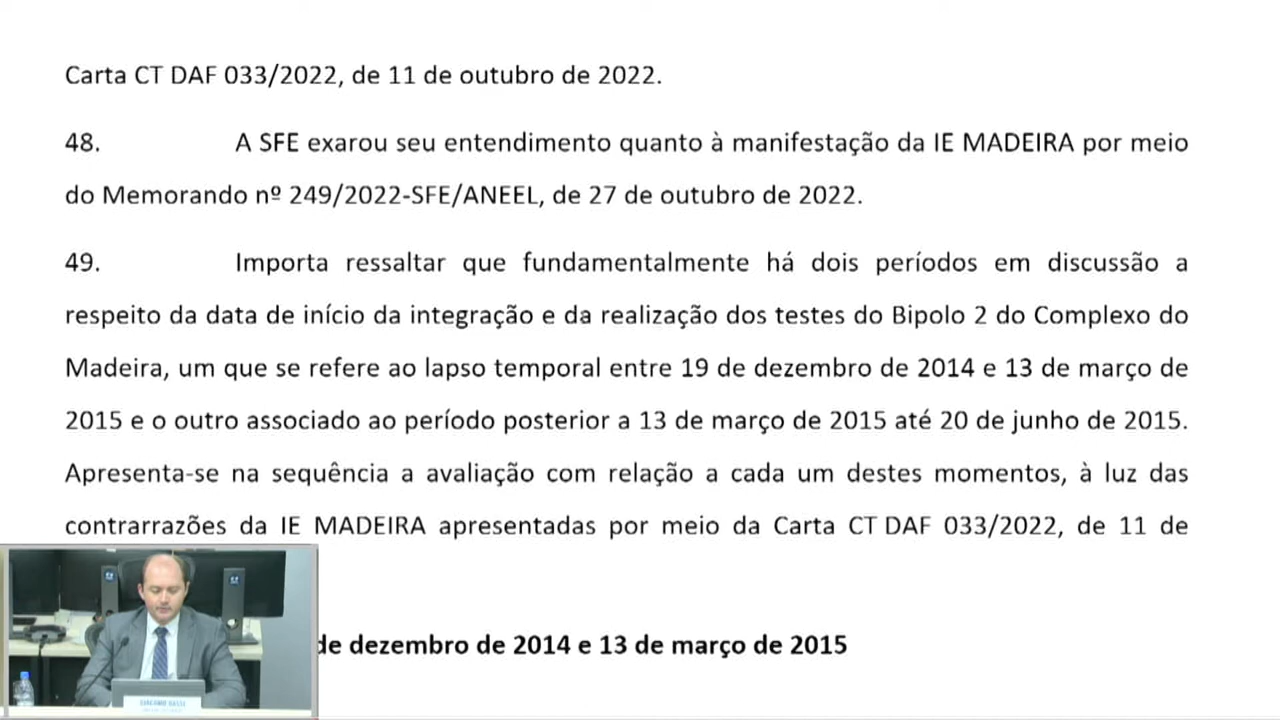 Carta CT DAF 033/2022, de 11 de outubro de 2022.
48. A SFE exarou seu entendimento quanto à manifestação da IE MADEIRA por meio
do Memorando nº 249/2022-SFE/ANEEL, de 27 de outubro de 2022.
49. Importa ressaltar que fundamentalmente há dois períodos em discussão a
respeito da data de início da integração e da realização dos testes do Bipolo 2 do Complexo do
Madeira, um que se refere ao lapso temporal entre 19 de dezembro de 2014 e 13 de março de
2015 e o outro associado ao período posterior a 13 de março de 2015 até 20 de junho de 2015.
Apresenta-se na sequência a avaliação com relação a cada um destes momentos, à luz das
contrarrazões da IE MADEIRA apresentadas por meio da Carta CT DAF 033/2022, de 11 de
de dezembro de 2014 e 13 de março de 2015